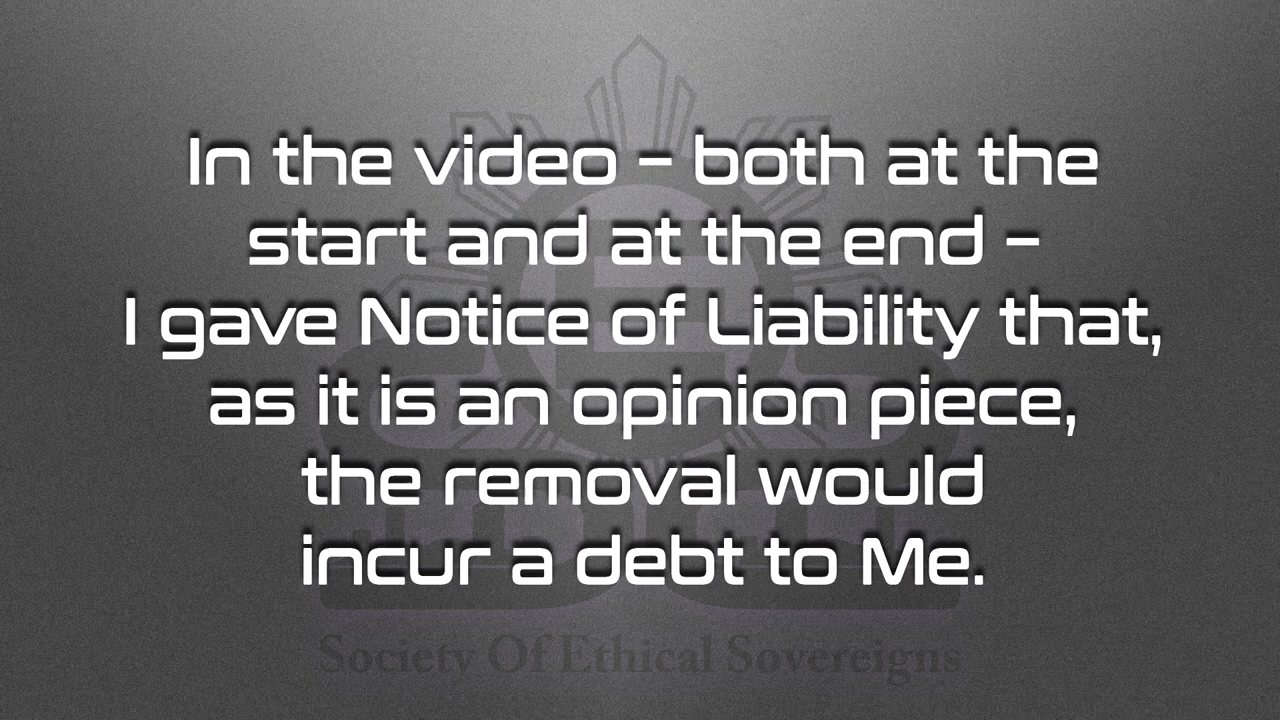 In the video – both at the
start and at the end –
I gave Notice of Liability that,
as it is an opinion piece,
the removal would
incur a debt to Me.
Society Of Ethical Sovereigns